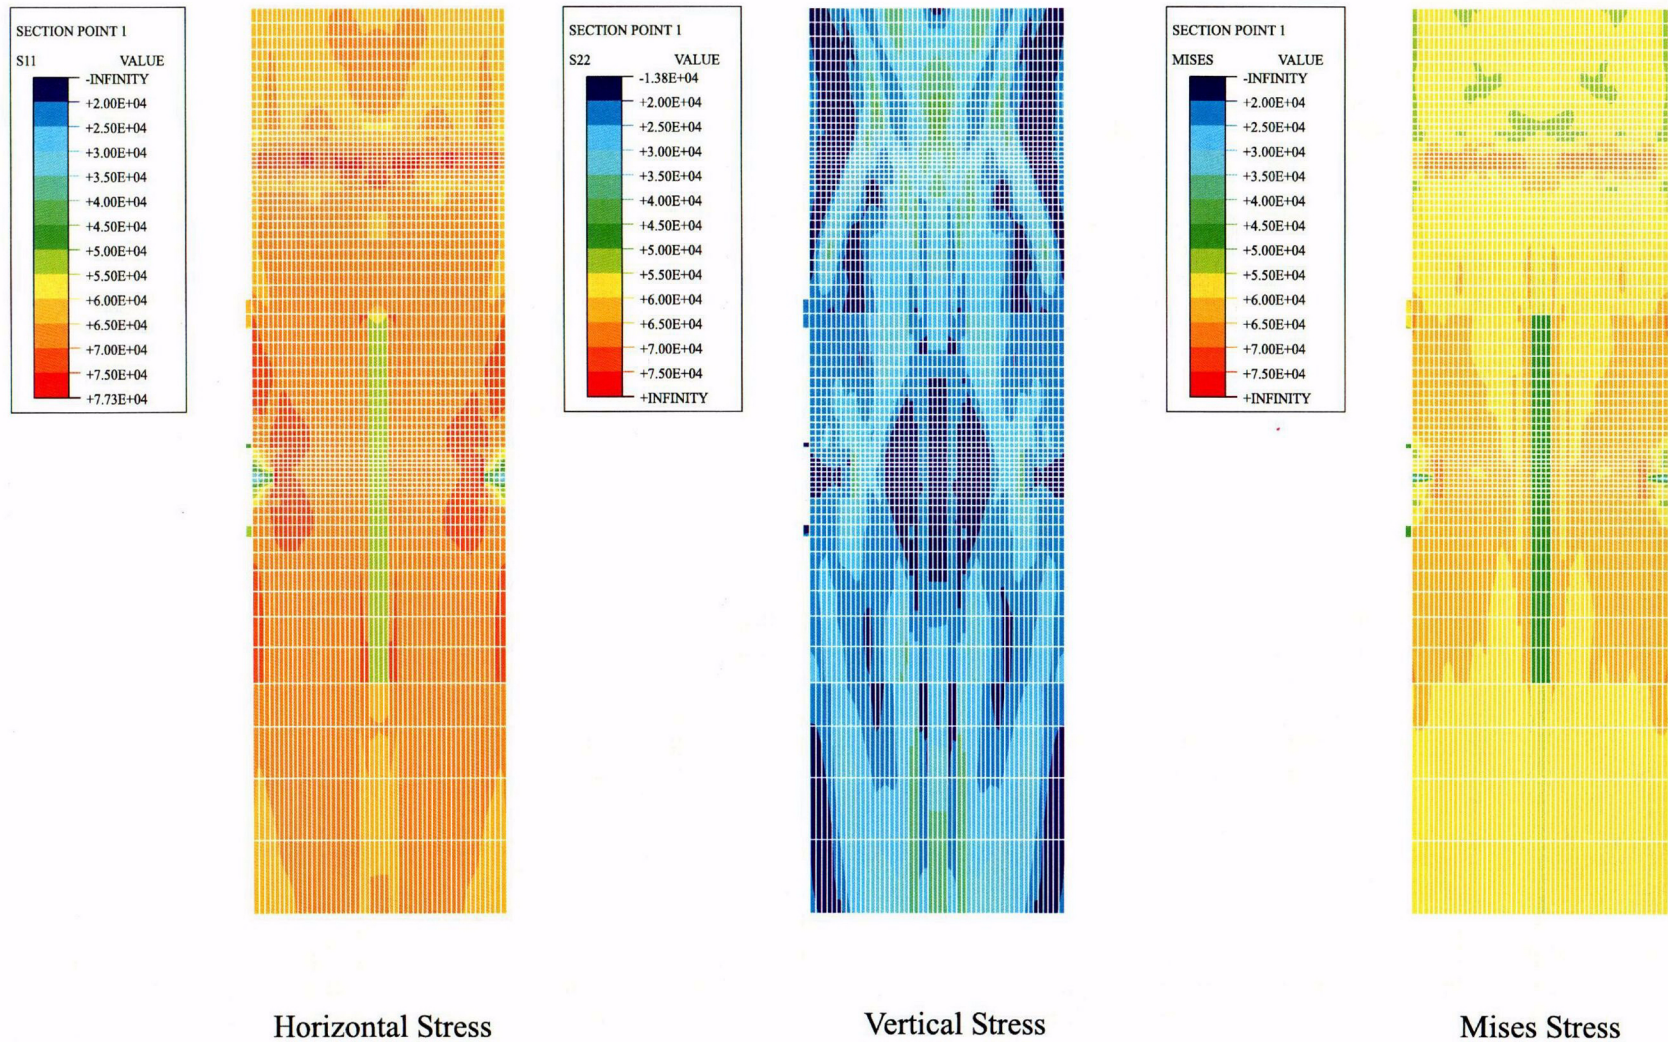 SECTION POINT 1
S11 VALUE
-INFINITY
+2.00E+04
+2.50E+04
+3.00E+04
+3.50E+04
+4.00E+04
+4.50E+04
+5.00E+04
+5.50E+04
+6.00E+04
+6.50E+04
+7.00E+04
+7.50E+04
+7.73E+04
SECTION POINT 1
S22 VALUE
-1.38E+04
+2.00E+04
+2.50E+04
+3.00E+04
+3.50E+04
+4.00E+04
+4.50E+04
+5.00E+04
+5.50E+04
+6.00E+04
+6.50E+04
+7.00E+04
+7.50E+04
+INFINITY
SECTION POINT 1
MISES VALUE
-INFINITY
+2.00E+04
+2.50E+04
+3.00E+04
+3.50E+04
+4.00E+04
+4.50E+04
+5.00E+04
+5.50E+04
+6.00E+04
+6.50E+04
+7.00E+04
+7.50E+04
+INFINITY
Horizontal Stress
Vertical Stress
Mises Stress